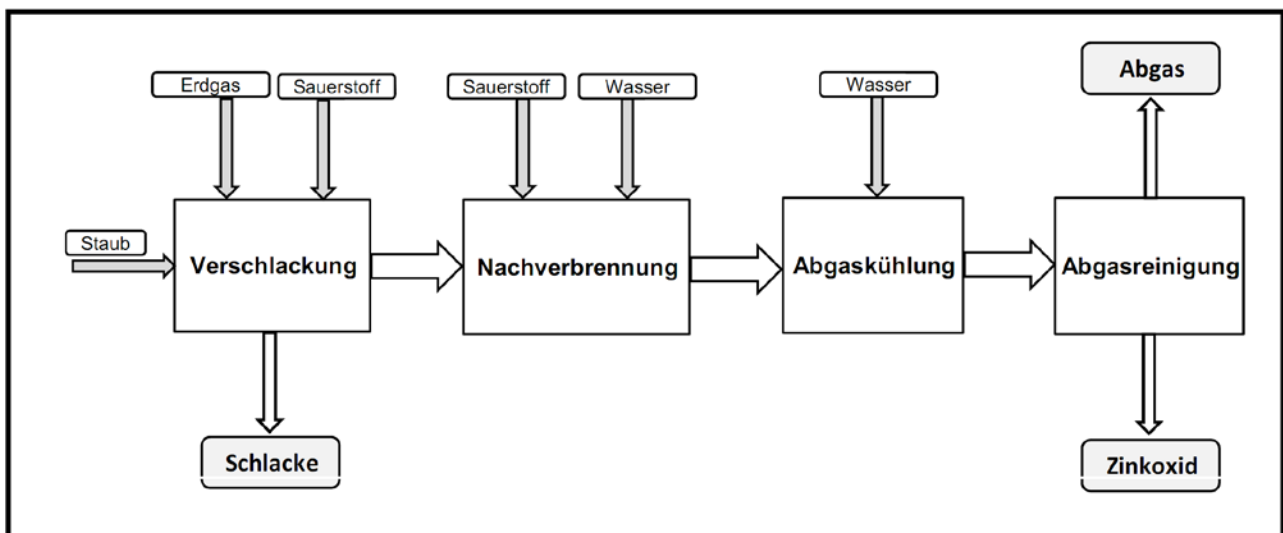 Abgas
Erdgas
Sauerstoff
Sauerstoff
Wasser
Wasser
Staub
Verschlackung
Nachverbrennung
Abgaskühlung
Abgasreinigung
Schlacke
Zinkoxid